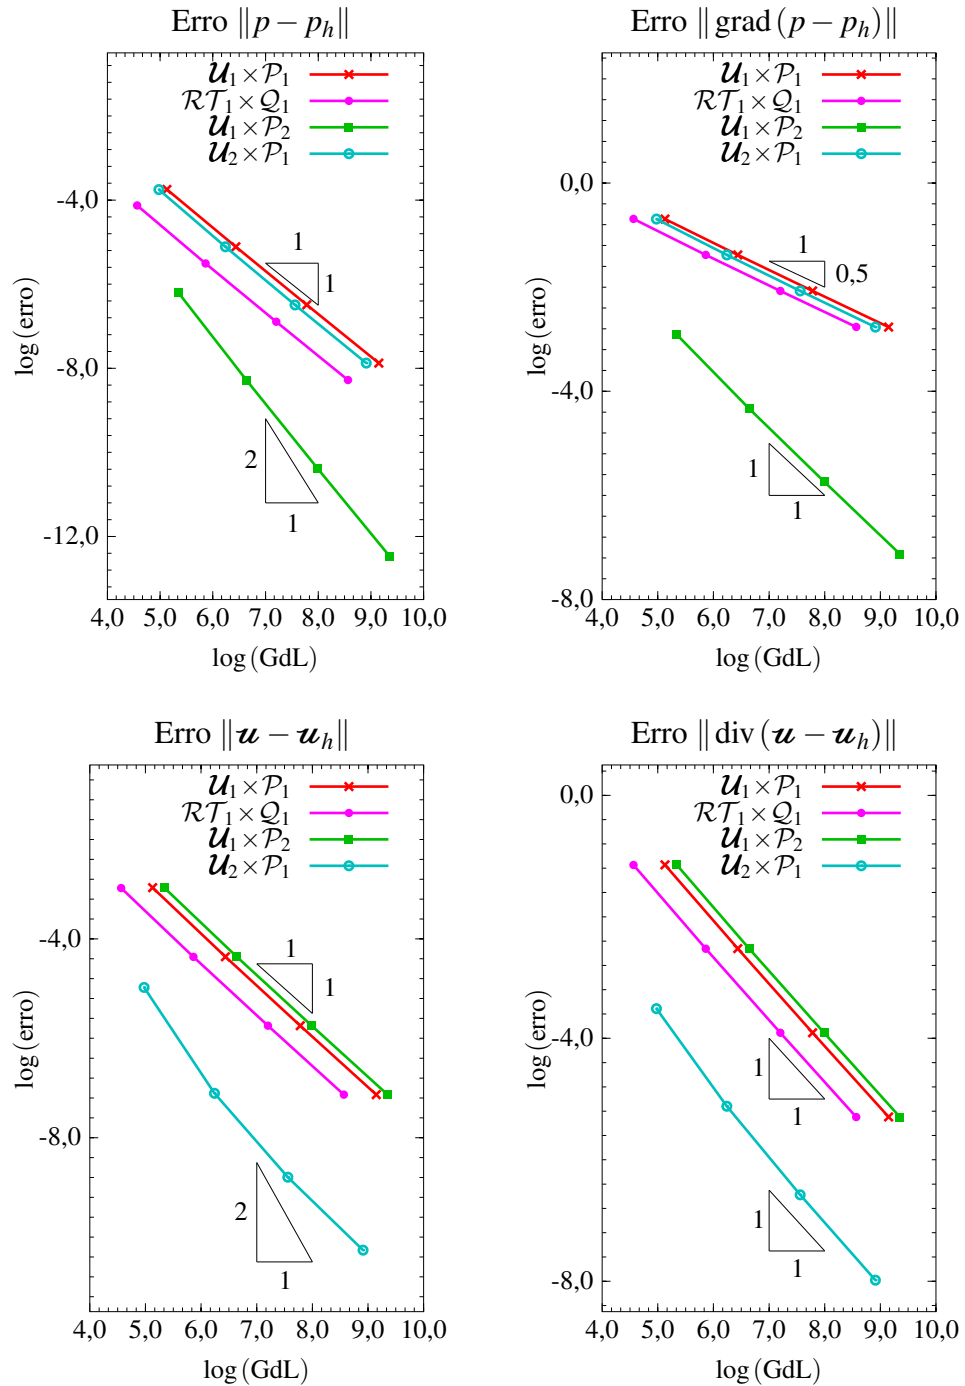 Erro ‖p − p_h‖
𝓤₁×𝒫₁
ℛ𝒯₁×𝒬₁
𝓤₁×𝒫₂
𝓤₂×𝒫₁
-4,0
-8,0
-12,0
1
1
2
1
4,0 5,0 6,0 7,0 8,0 9,0 10,0
log(erro)
log(GdL)
Erro ‖ grad (p − p_h)‖
𝓤₁×𝒫₁
ℛ𝒯₁×𝒬₁
𝓤₁×𝒫₂
𝓤₂×𝒫₁
0,0
-4,0
-8,0
1
0,5
1
1
4,0 5,0 6,0 7,0 8,0 9,0 10,0
log(erro)
log(GdL)
Erro ‖𝒖 − 𝒖_h‖
𝓤₁×𝒫₁
ℛ𝒯₁×𝒬₁
𝓤₁×𝒫₂
𝓤₂×𝒫₁
-4,0
-8,0
1
1
2
1
4,0 5,0 6,0 7,0 8,0 9,0 10,0
log(erro)
log(GdL)
Erro ‖ div (𝒖 − 𝒖_h)‖
𝓤₁×𝒫₁
ℛ𝒯₁×𝒬₁
𝓤₁×𝒫₂
𝓤₂×𝒫₁
0,0
-4,0
-8,0
1
1
1
1
4,0 5,0 6,0 7,0 8,0 9,0 10,0
log(erro)
log(GdL)